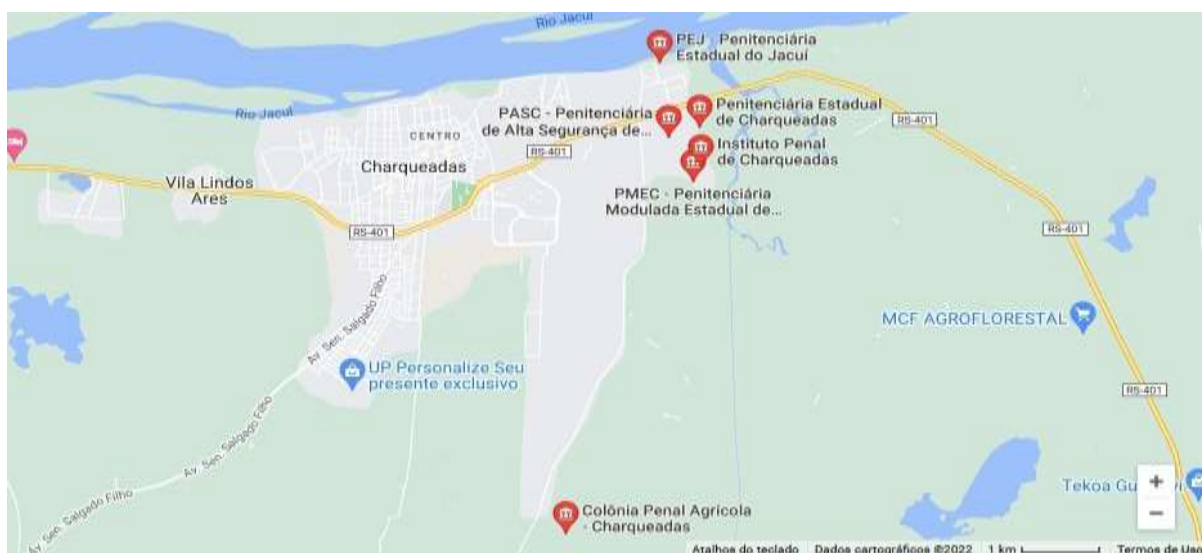 Rio Jacuí
PEJ - Penitenciária
Estadual do Jacuí
Rio Jacuí
PASC - Penitenciária
de Alta Segurança de...
Penitenciária Estadual
de Charqueadas
RS-401
CENTRO
RS-401
Instituto Penal
de Charqueadas
Charqueadas
Vila Lindos
Ares
PMEC - Penitenciária
Modulada Estadual de...
RS-401
RS-401
MCF AGROFLORESTAL
Av. Sen. Salgado Filho
UP Personalize Seu
presente exclusivo
RS-401
Av. Sen. Salgado Filho
Av. Sen. Salgado Filho
Tekoa
Colônia Penal Agrícola
- Charqueadas
Atalhos do teclado
Dados cartográficos ©2022
1 km
Termos de